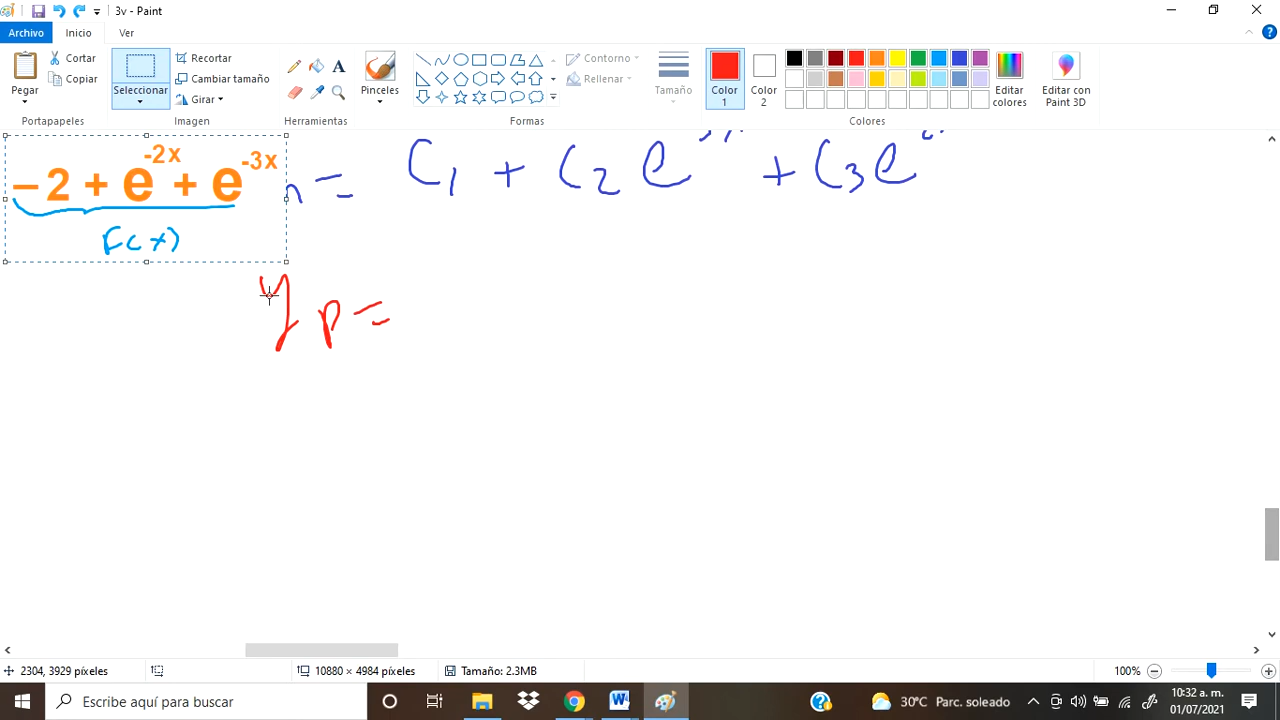 3v - Paint
Archivo Inicio Ver
Pegar Cortar Copiar
Portapapeles
Seleccionar Recortar Cambiar tamaño Girar
Imagen
A
Herramientas
Pinceles
Contorno Rellenar
Formas
Tamaño
Color 1 Color 2
Editar colores
Colores
Editar con Paint 3D
-2 + e^-2x + e^-3x
F(x)
n = C1 + C2 e + C3 e
y p =
2304, 3929 píxeles 10880 × 4984 píxeles Tamaño: 2.3MB 100%
Escribe aquí para buscar
30°C Parc. soleado
10:32 a. m.
01/07/2021